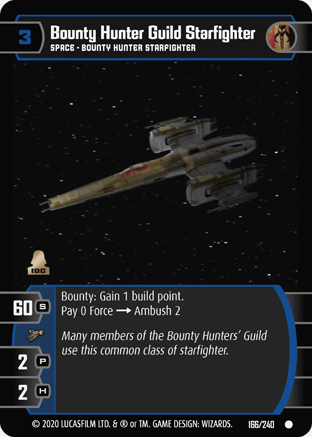 3
Bounty Hunter Guild Starfighter
SPACE - BOUNTY HUNTER STARFIGHTER
IDC
60 S
Bounty: Gain 1 build point.
Pay 0 Force → Ambush 2
2 P
Many members of the Bounty Hunters' Guild
use this common class of starfighter.
2 H
© 2020 LUCASFILM LTD. & ® or TM. GAME DESIGN: WIZARDS.
166/240